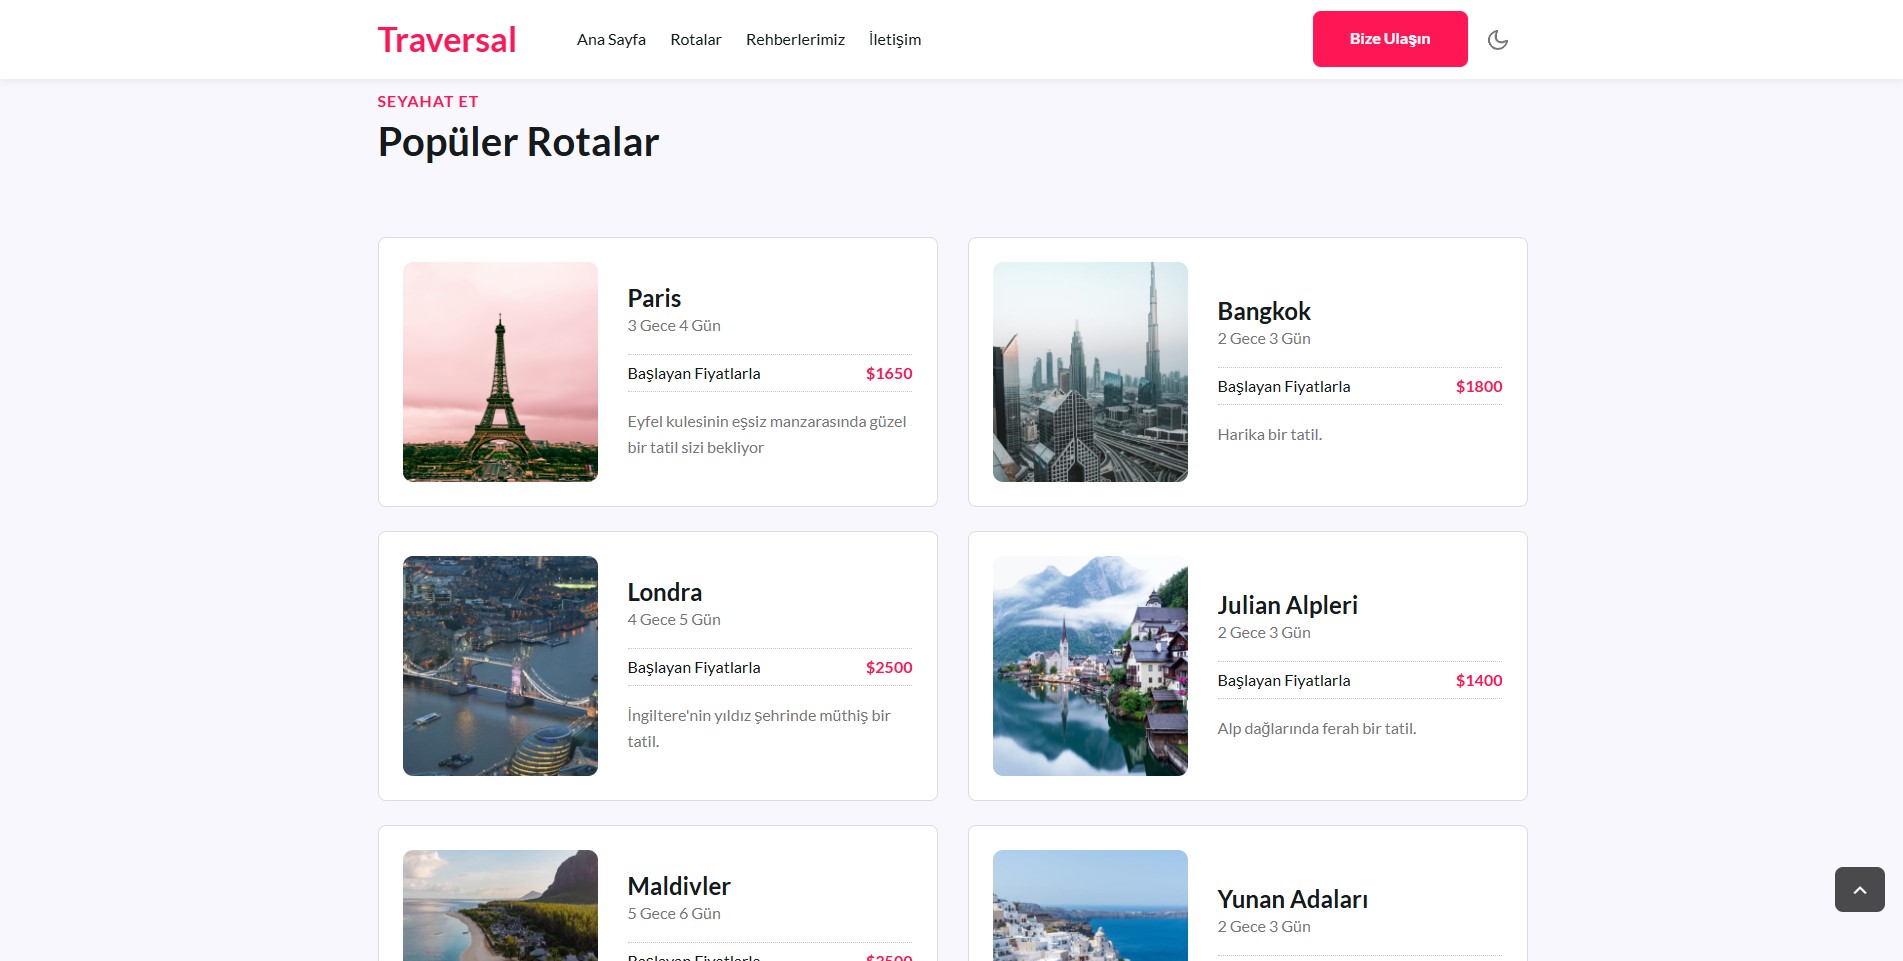 Traversal
Ana Sayfa
Rotalar
Rehberlerimiz
İletişim
Bize Ulaşın
SEYAHAT ET
Popüler Rotalar
Paris
3 Gece 4 Gün
Başlayan Fiyatlarla $1650
Eyfel kulesinin eşsiz manzarasında güzel
bir tatil sizi bekliyor
Bangkok
2 Gece 3 Gün
Başlayan Fiyatlarla $1800
Harika bir tatil.
Londra
4 Gece 5 Gün
Başlayan Fiyatlarla $2500
İngiltere'nin yıldız şehrinde müthiş bir
tatil.
Julian Alpleri
2 Gece 3 Gün
Başlayan Fiyatlarla $1400
Alp dağlarında ferah bir tatil.
Maldivler
5 Gece 6 Gün
Başlayan Fiyatlarla
Yunan Adaları
2 Gece 3 Gün